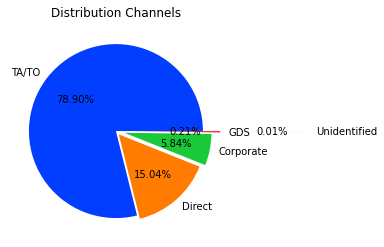 Distribution Channels
TA/TO
78.90%
0.21%
GDS
0.01%
Unidentified
5.84%
Corporate
15.04%
Direct